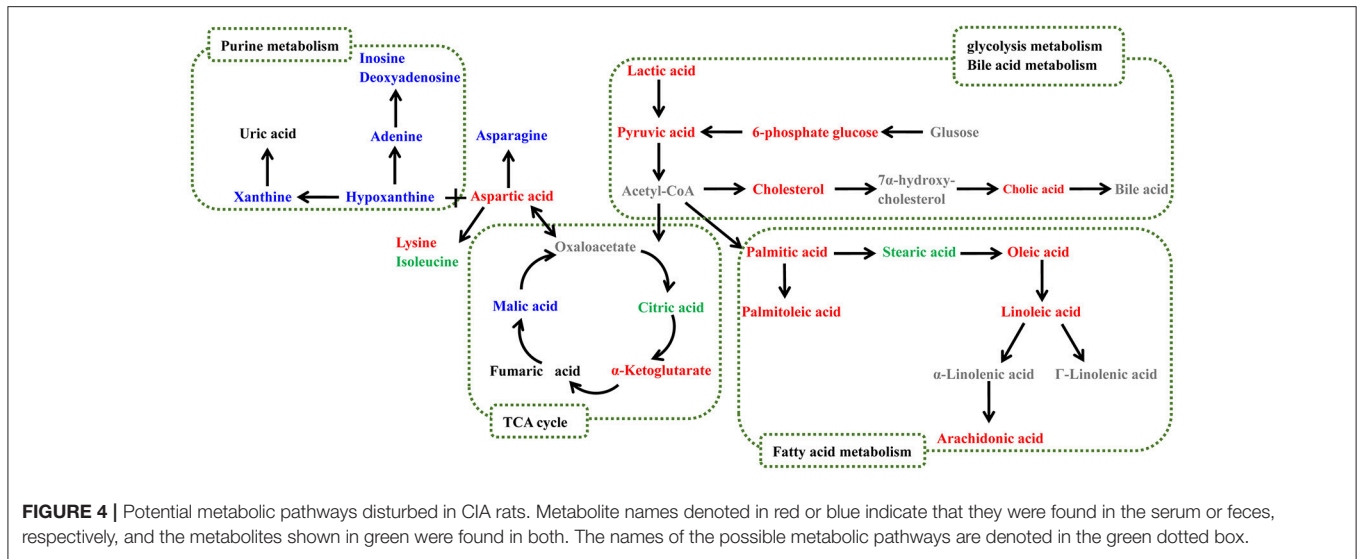 Purine metabolism
Inosine
Deoxyadenosine
Uric acid
Adenine
Xanthine
Hypoxanthine
Asparagine
Aspartic acid
Lysine
Isoleucine
glycolysis metabolism
Bile acid metabolism
Lactic acid
Pyruvic acid
6-phosphate glucose
Glusose
Acetyl-CoA
Cholesterol
7α-hydroxy-
cholesterol
Cholic acid
Bile acid
Oxaloacetate
Malic acid
Citric acid
Fumaric acid
α-Ketoglutarate
TCA cycle
Palmitic acid
Stearic acid
Oleic acid
Palmitoleic acid
Linoleic acid
α-Linolenic acid
Γ-Linolenic acid
Arachidonic acid
Fatty acid metabolism
FIGURE 4 | Potential metabolic pathways disturbed in CIA rats. Metabolite names denoted in red or blue indicate that they were found in the serum or feces,
respectively, and the metabolites shown in green were found in both. The names of the possible metabolic pathways are denoted in the green dotted box.